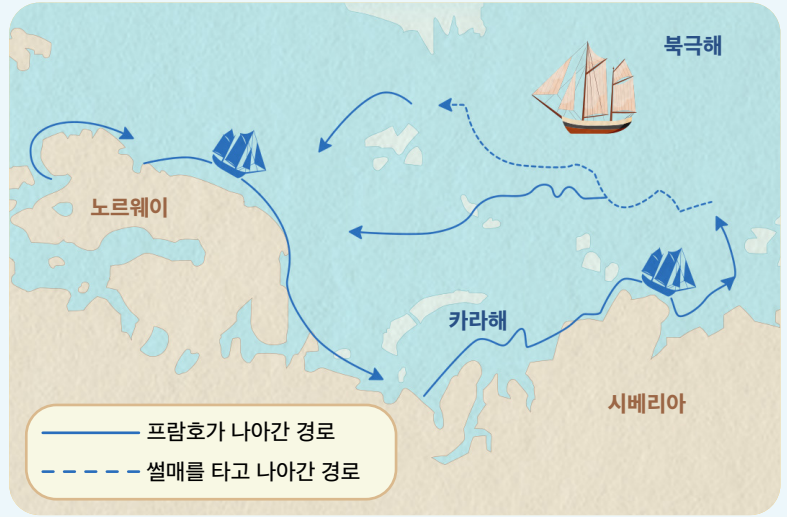 북극해
노르웨이
카라해
시베리아
프람호가 나아간 경로
썰매를 타고 나아간 경로